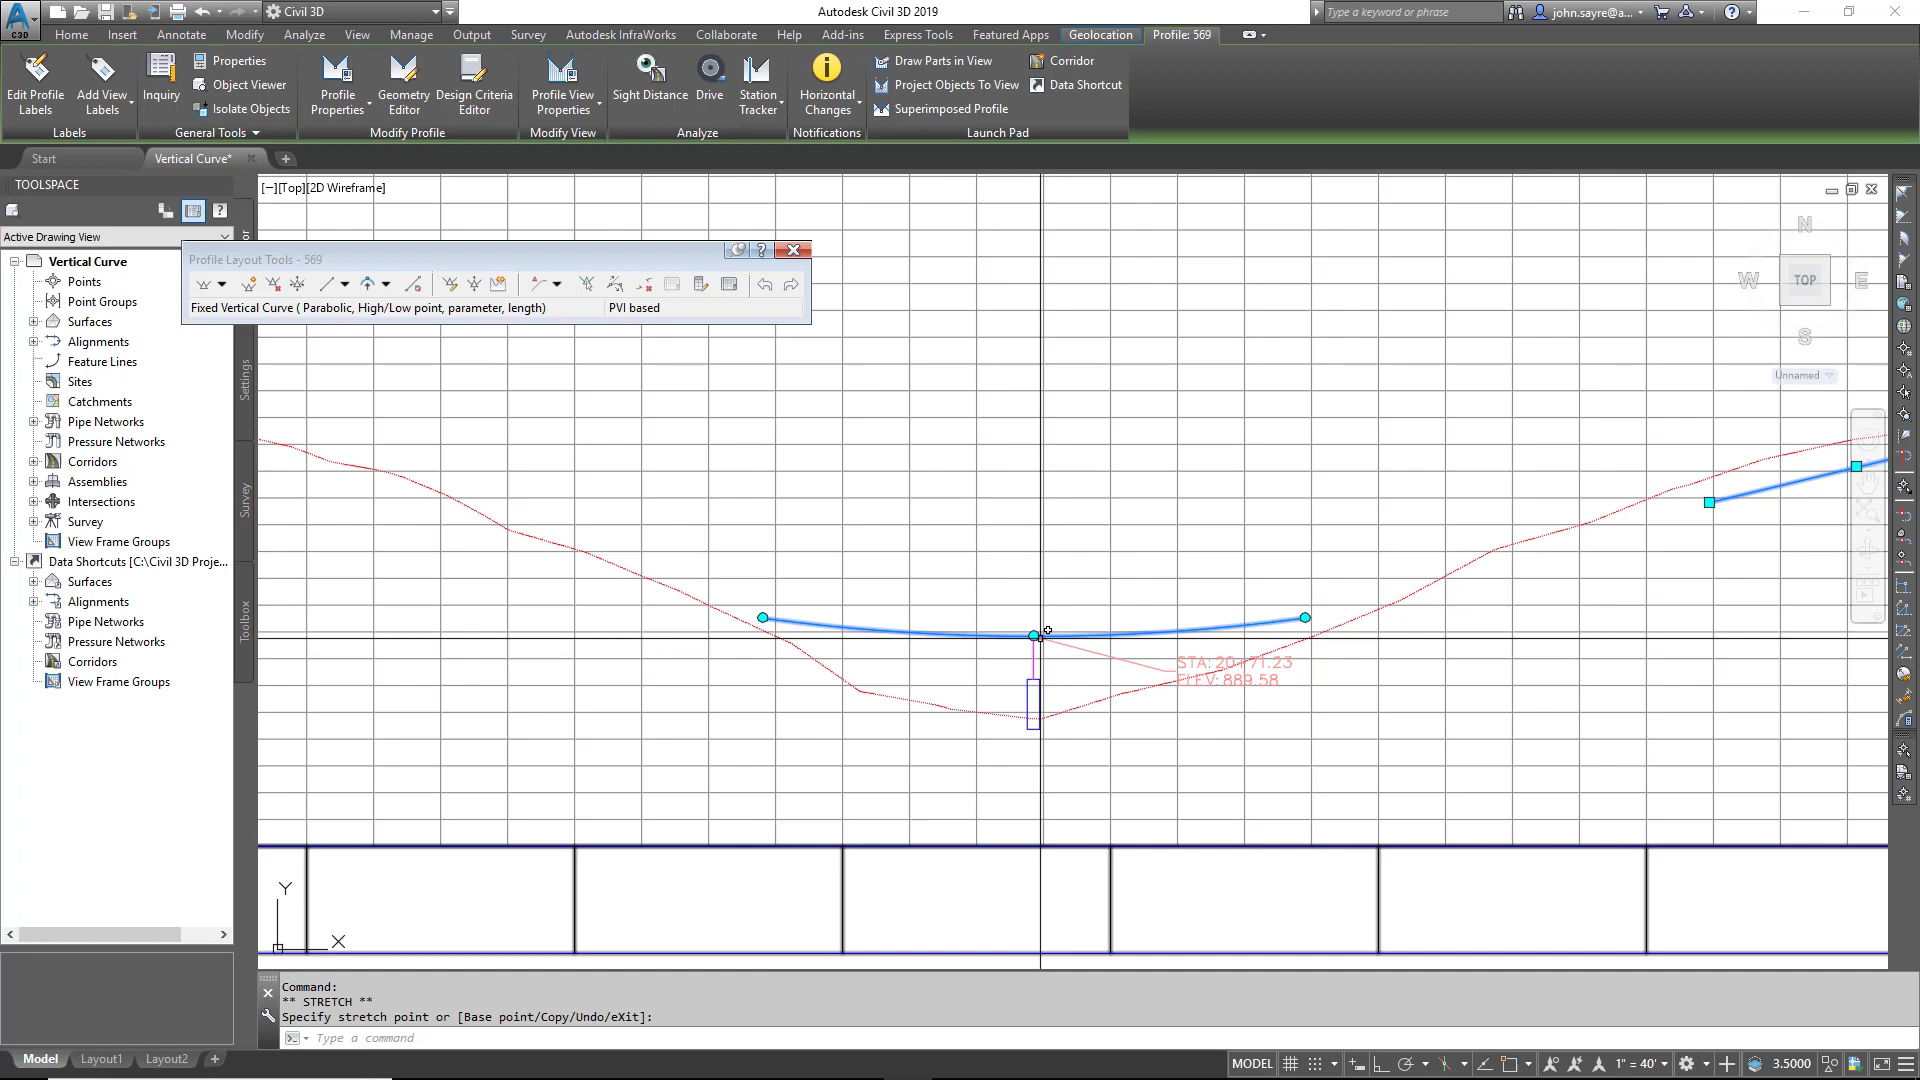 C3D
Civil 3D
Autodesk Civil 3D 2019
Type a keyword or phrase
john.sayre@a...
Home
Insert
Annotate
Modify
Analyze
View
Manage
Output
Survey
Autodesk InfraWorks
Collaborate
Help
Add-ins
Express Tools
Featured Apps
Geolocation
Profile: 569
Edit Profile
Labels
Add View
Labels
Inquiry
Properties
Object Viewer
Isolate Objects
Profile
Properties
Geometry
Editor
Design Criteria
Editor
Profile View
Properties
Sight Distance
Drive
Station
Tracker
Horizontal
Changes
Draw Parts in View
Project Objects To View
Superimposed Profile
Corridor
Data Shortcut
Labels
General Tools
Modify Profile
Modify View
Analyze
Notifications
Launch Pad
Start
Vertical Curve*
TOOLSPACE
Active Drawing View
Vertical Curve
Points
Point Groups
Surfaces
Alignments
Feature Lines
Sites
Catchments
Pipe Networks
Pressure Networks
Corridors
Assemblies
Intersections
Survey
View Frame Groups
Data Shortcuts [C:\Civil 3D Proje...
Surfaces
Alignments
Pipe Networks
Pressure Networks
Corridors
View Frame Groups
Settings
Survey
Toolbox
[−][Top][2D Wireframe]
Profile Layout Tools - 569
Fixed Vertical Curve ( Parabolic, High/Low point, parameter, length)
PVI based
N
W
TOP
E
S
Unnamed
ELEV: 889.58
Y
X
Command:
** STRETCH **
Specify stretch point or [Base point/Copy/Undo/eXit]:
Type a command
Model
Layout1
Layout2
MODEL
1" = 40'
3.5000